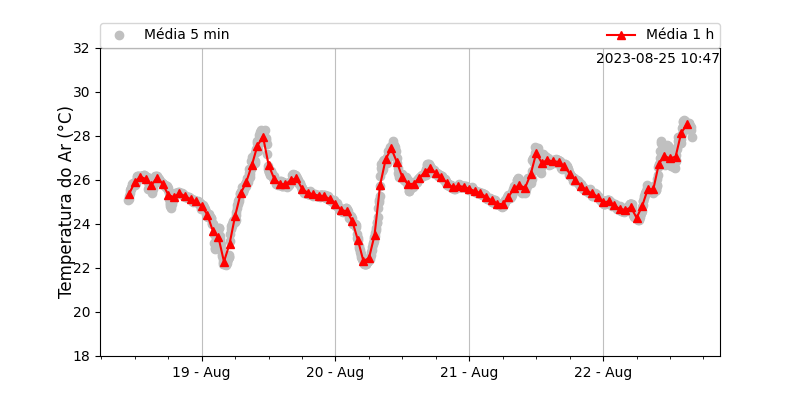 Média 5 min
Média 1 h
2023-08-25 10:47
Temperatura do Ar (°C)
32
30
28
26
24
22
20
18
19 - Aug
20 - Aug
21 - Aug
22 - Aug